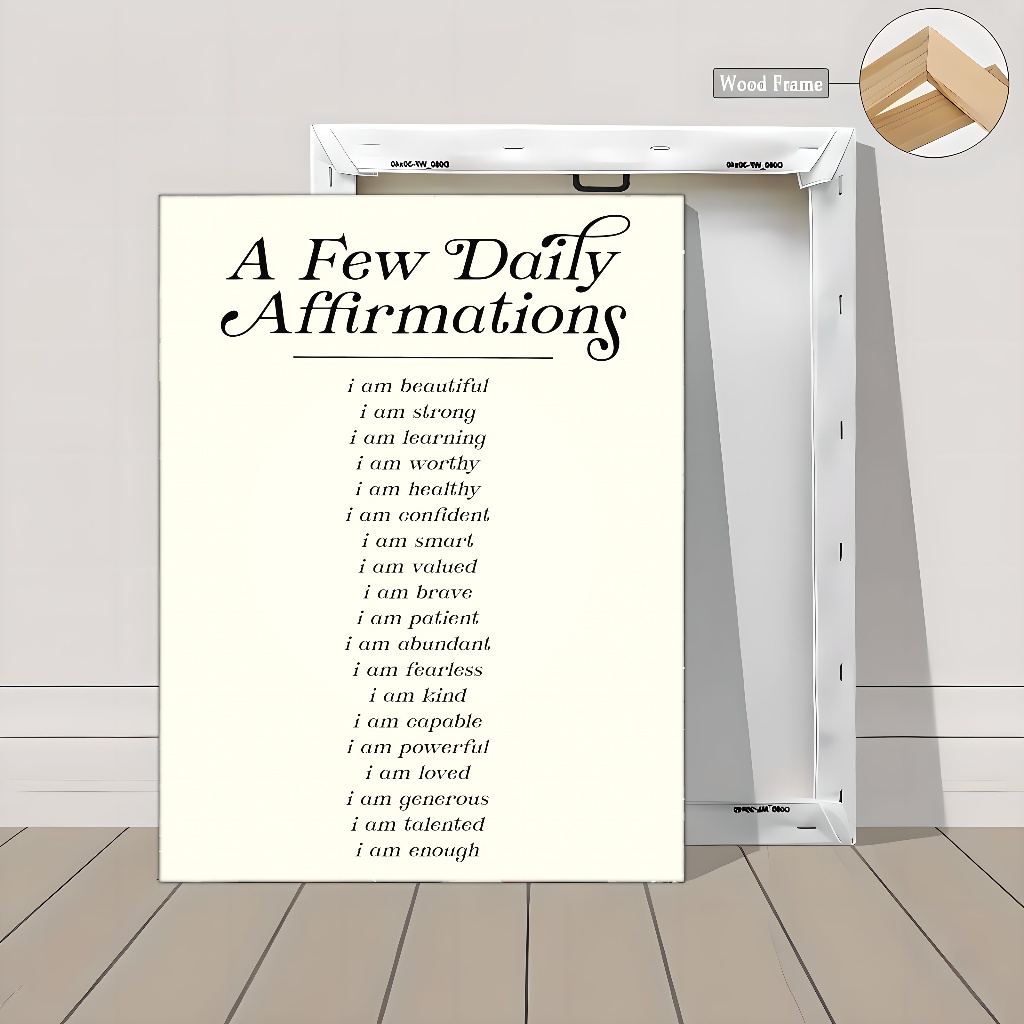 Wood Frame
A Few Daily
Affirmations
i am beautiful
i am strong
i am learning
i am worthy
i am healthy
i am confident
i am smart
i am valued
i am brave
i am patient
i am abundant
i am fearless
i am kind
i am capable
i am powerful
i am loved
i am generous
i am talented
i am enough